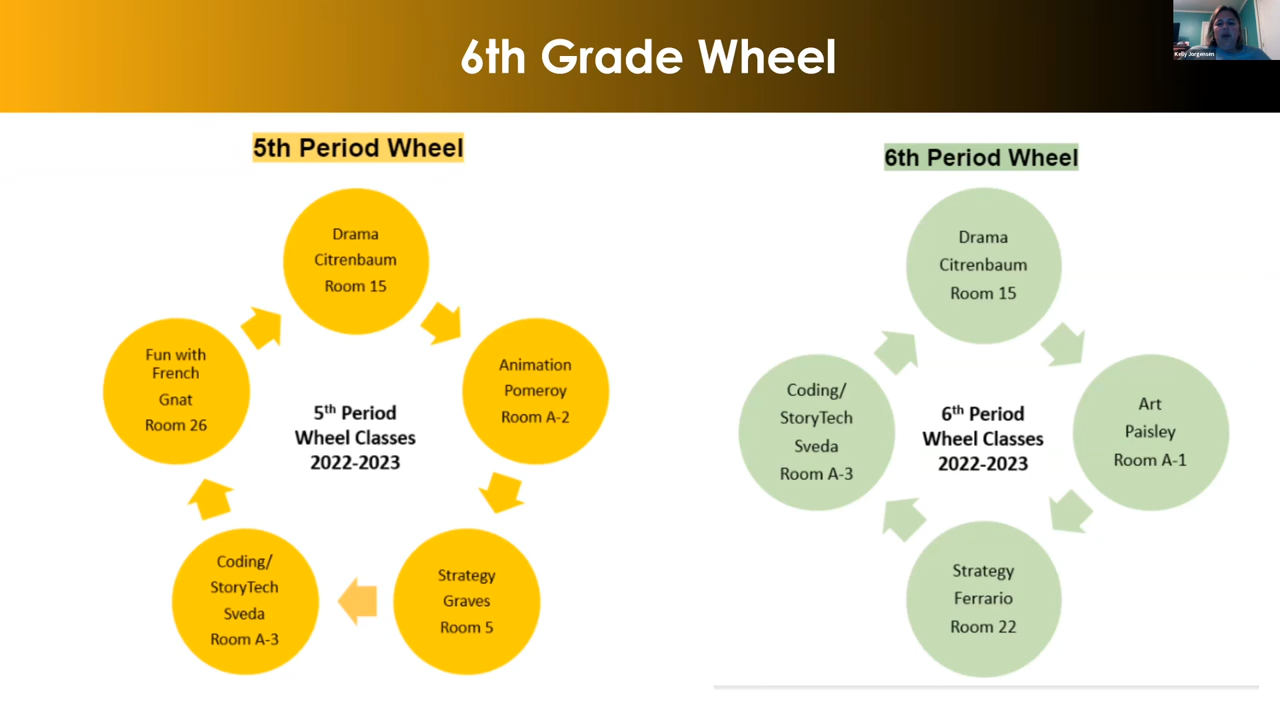 6th Grade Wheel
Kelly Jorgensen
5th Period Wheel
Drama
Citrenbaum
Room 15
Animation
Pomeroy
Room A-2
Strategy
Graves
Room 5
Coding/
StoryTech
Sveda
Room A-3
Fun with
French
Gnat
Room 26
5th Period
Wheel Classes
2022-2023
6th Period Wheel
Drama
Citrenbaum
Room 15
Art
Paisley
Room A-1
Strategy
Ferrario
Room 22
Coding/
StoryTech
Sveda
Room A-3
6th Period
Wheel Classes
2022-2023